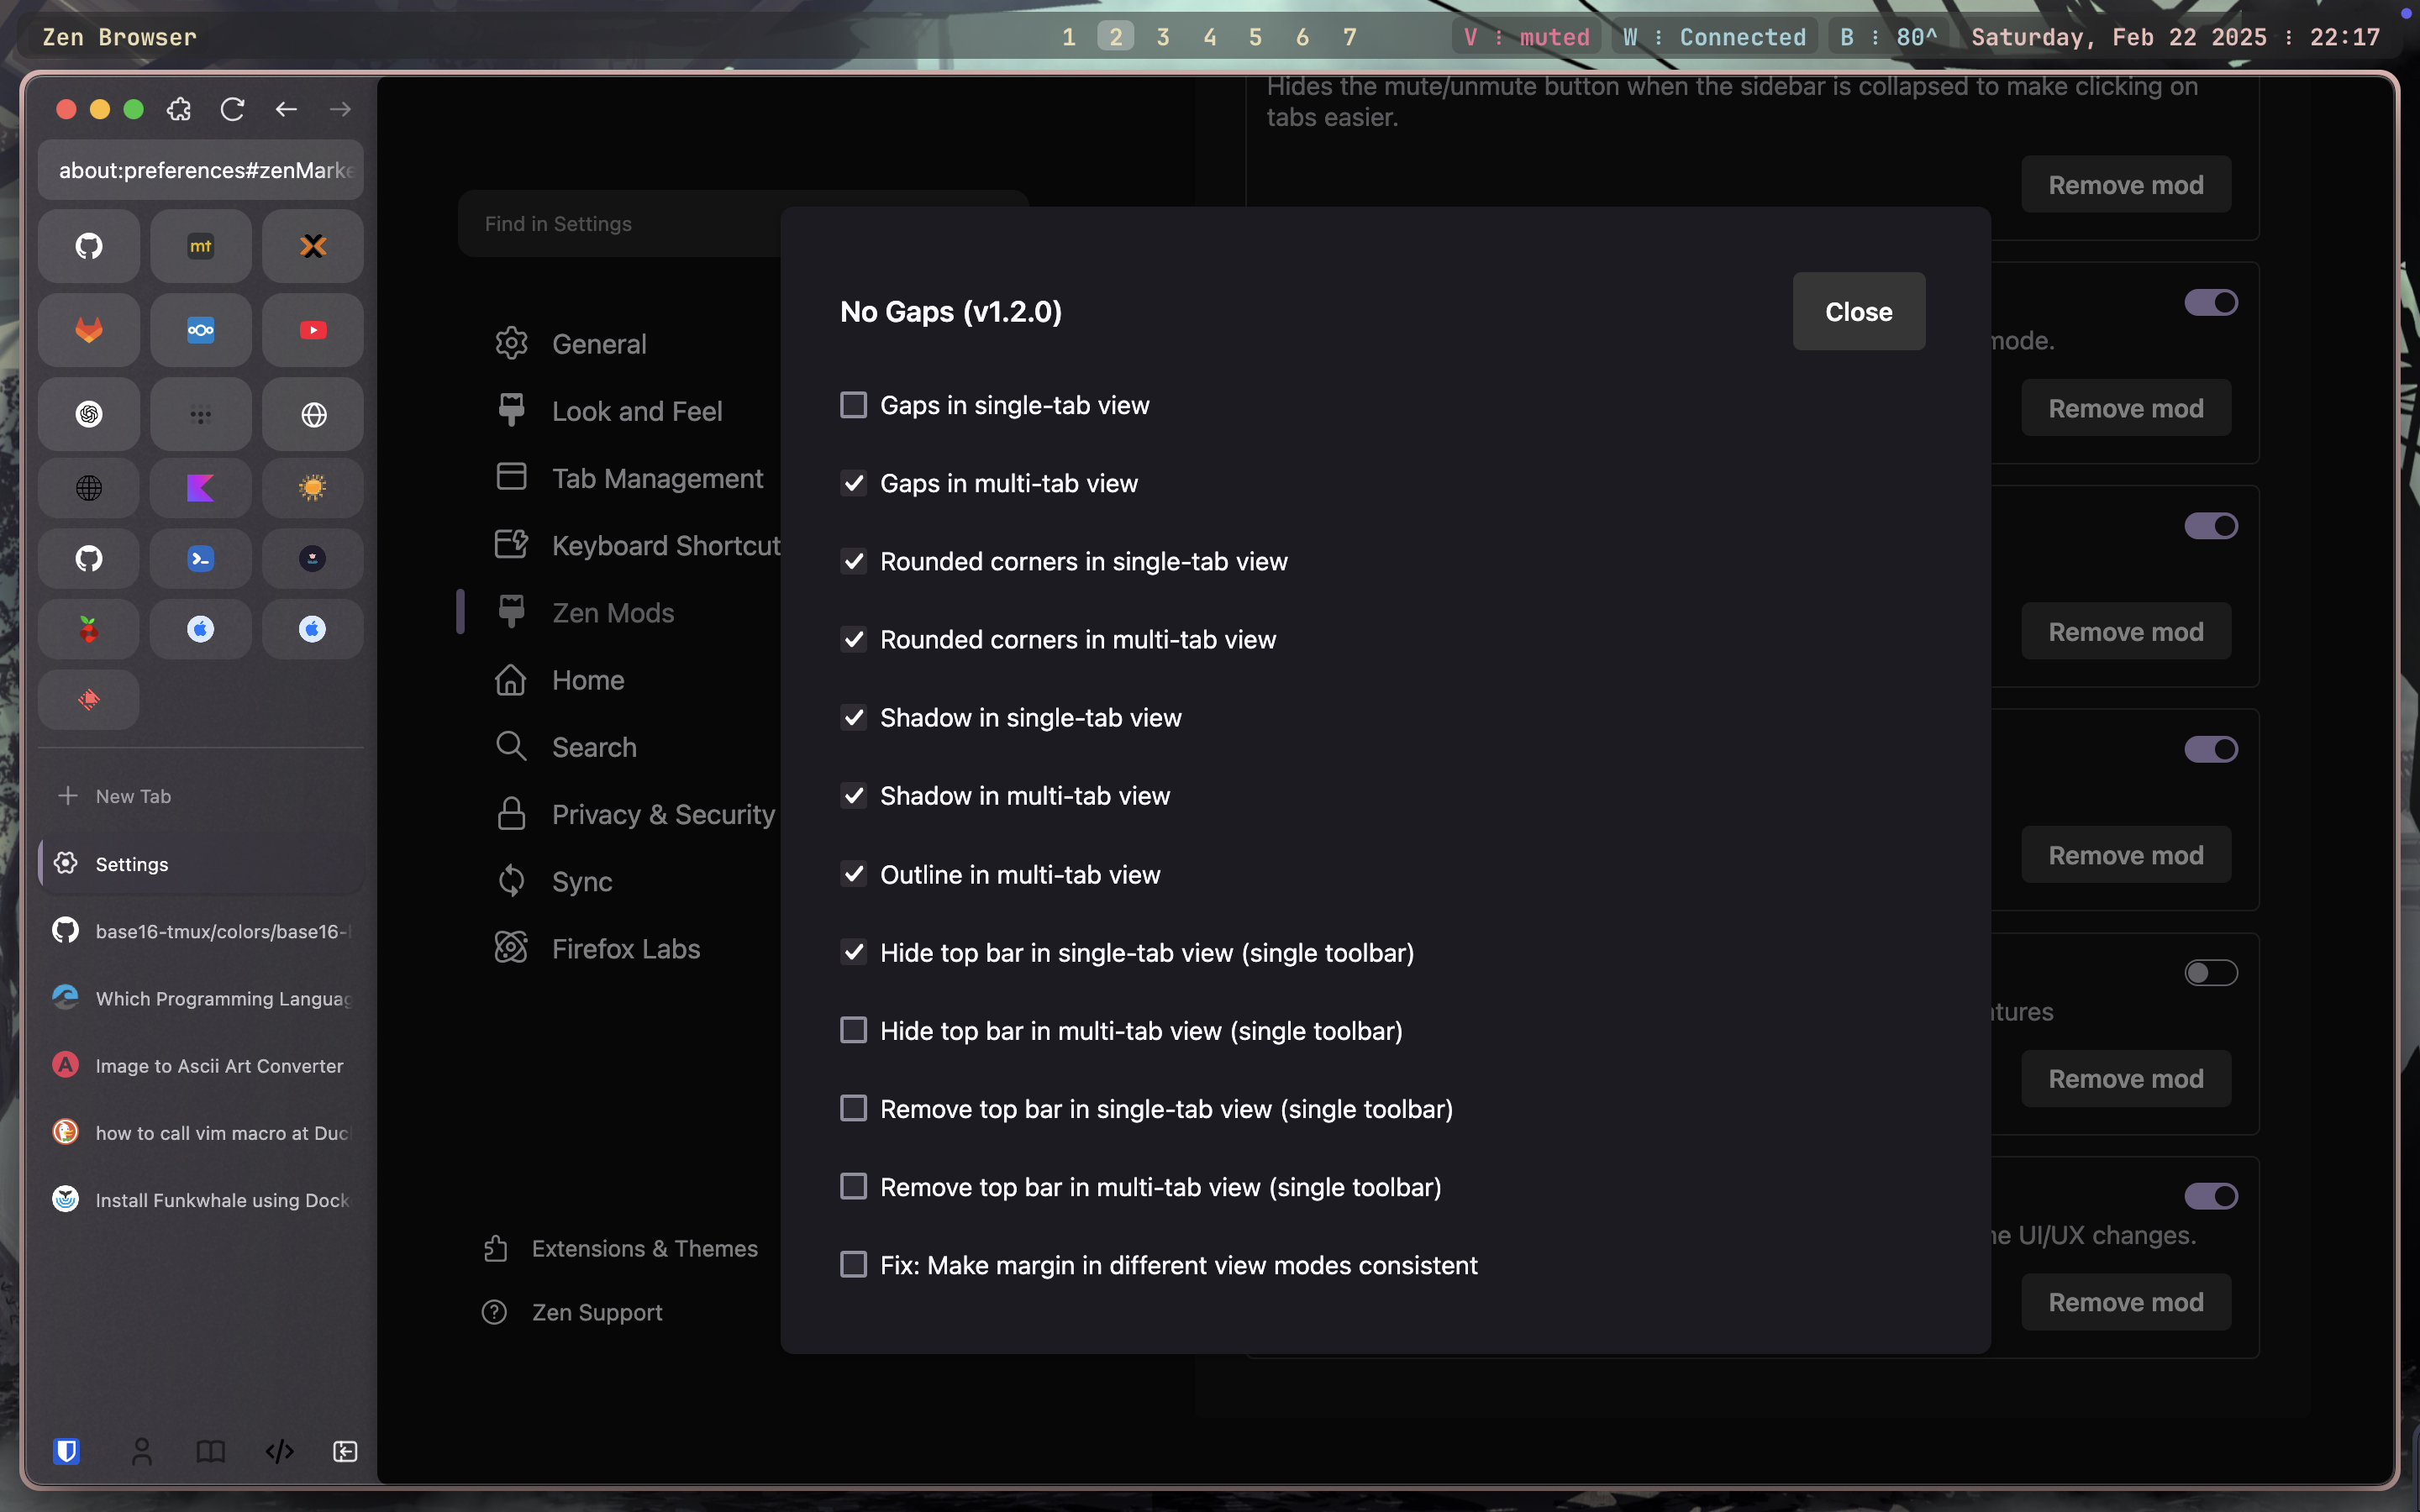 Zen Browser
1 2 3 4 5 6 7
V : muted
W : Connected
B : 80^
Saturday, Feb 22 2025 : 22:17
about:preferences#zenMarke
mt
New Tab
Settings
base16-tmux/colors/base16-
Which Programming Languag
Image to Ascii Art Converter
how to call vim macro at Duc
Install Funkwhale using Dock
Find in Settings
General
Look and Feel
Tab Management
Keyboard Shortcut
Zen Mods
Home
Search
Privacy & Security
Sync
Firefox Labs
Extensions & Themes
Zen Support
Hides the mute/unmute button when the sidebar is collapsed to make clicking on
tabs easier.
Remove mod
mode.
Remove mod
Remove mod
Remove mod
tures
Remove mod
UI/UX changes.
Remove mod
No Gaps (v1.2.0)
Close
Gaps in single-tab view
Gaps in multi-tab view
Rounded corners in single-tab view
Rounded corners in multi-tab view
Shadow in single-tab view
Shadow in multi-tab view
Outline in multi-tab view
Hide top bar in single-tab view (single toolbar)
Hide top bar in multi-tab view (single toolbar)
Remove top bar in single-tab view (single toolbar)
Remove top bar in multi-tab view (single toolbar)
Fix: Make margin in different view modes consistent